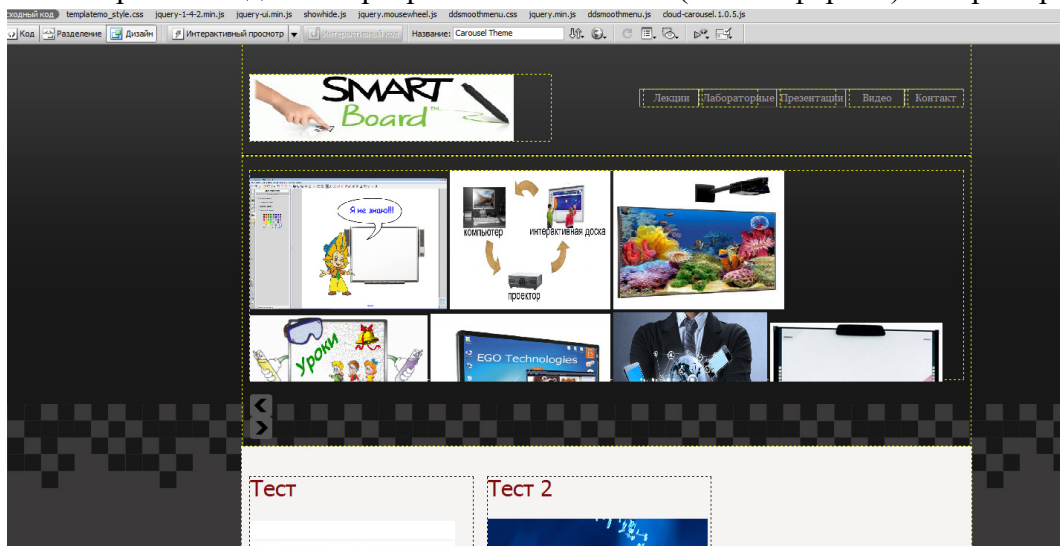 сходный код templatemo_style.css jquery-1-4-2.min.js jquery-ui.min.js showhide.js jquery.mousewheel.js ddsmoothmenu.css jquery.min.js ddsmoothmenu.js cloud-carousel.1.0.5.js
Код Разделение Дизайн Интерактивный просмотр Интерактивный код Название: Carousel Theme
SMART
Board™
Лекции Лабораторные Презентации Видео Контакт
Я не знаю!!!
компьютер интерактивная доска
проектор
Уроки
EGO Technologies
Тест Тест 2